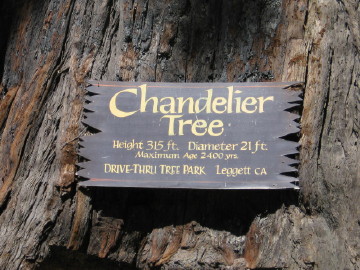 Chandelier
Tree
Height 315 ft. Diameter 21 ft
Maximum Age 2400 yrs.
DRIVE-THRU TREE PARK Leggett CA